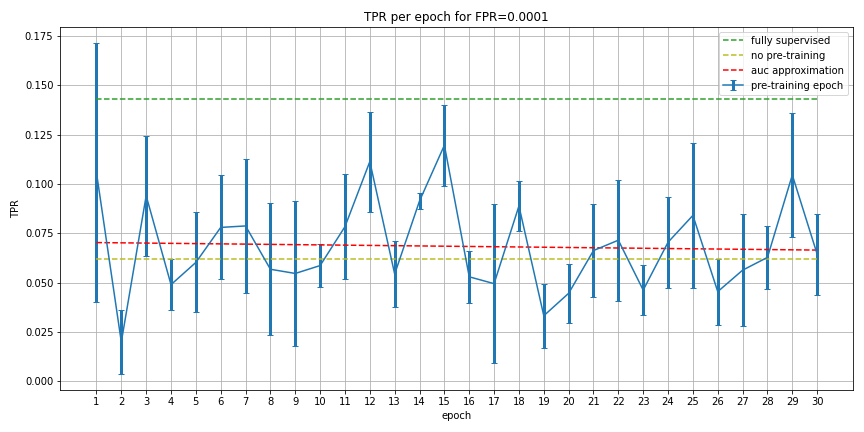 TPR per epoch for FPR=0.0001
fully supervised
no pre-training
auc approximation
pre-training epoch
TPR
0.175
0.150
0.125
0.100
0.075
0.050
0.025
0.000
1 2 3 4 5 6 7 8 9 10 11 12 13 14 15 16 17 18 19 20 21 22 23 24 25 26 27 28 29 30
epoch